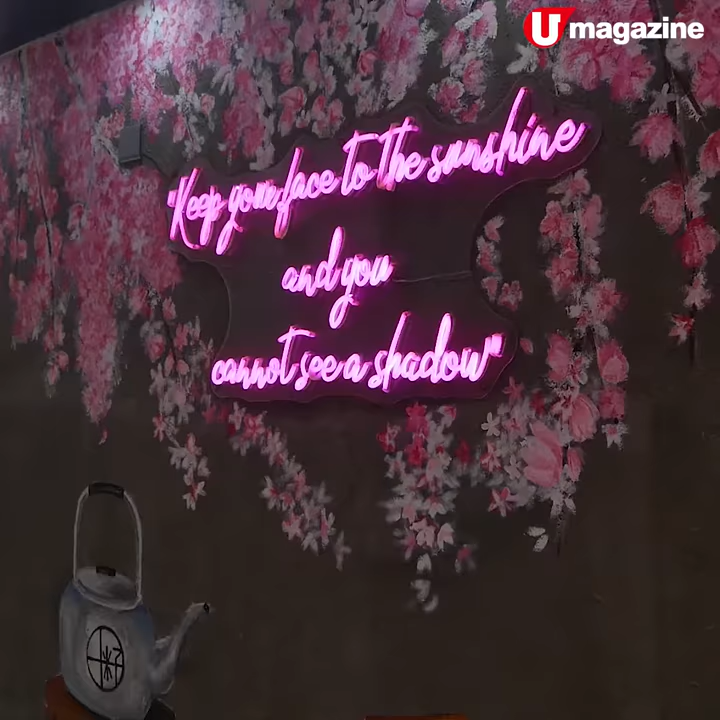 U magazine
"Keep your face to the sunshine
and you
cannot see a shadow"